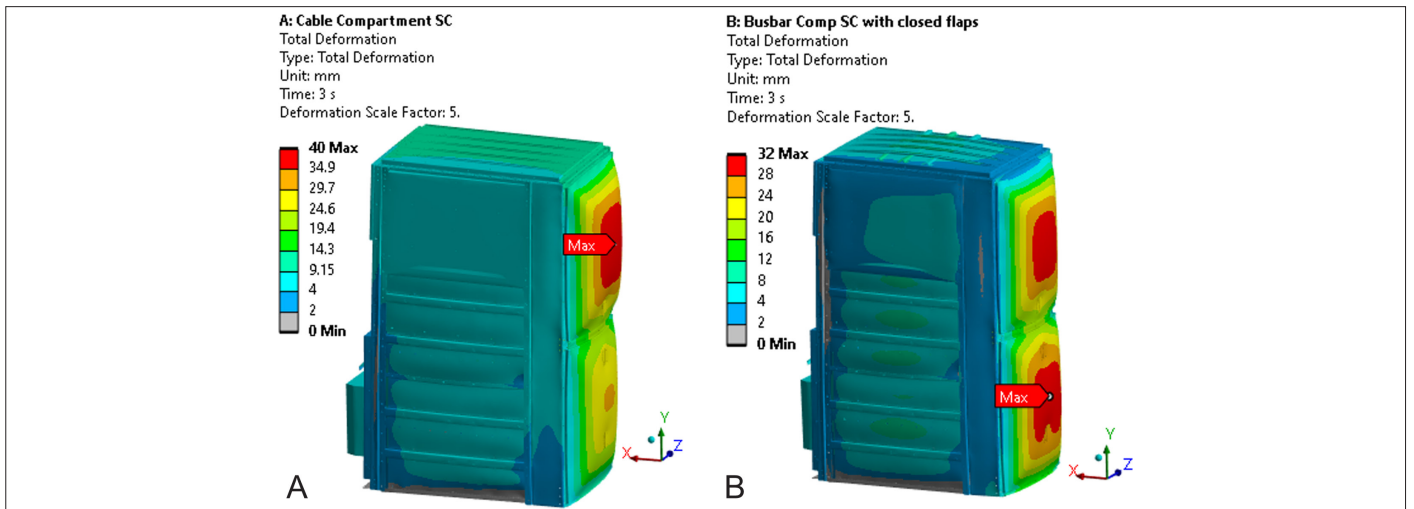 A: Cable Compartment SC
Total Deformation
Type: Total Deformation
Unit: mm
Time: 3 s
Deformation Scale Factor: 5.
40 Max
34.9
29.7
24.6
19.4
14.3
9.15
4
2
0 Min
Max
Y
X
Z
A
B: Busbar Comp SC with closed flaps
Total Deformation
Type: Total Deformation
Unit: mm
Time: 3 s
Deformation Scale Factor: 5.
32 Max
28
24
20
16
12
8
4
2
0 Min
Max
Y
X
Z
B